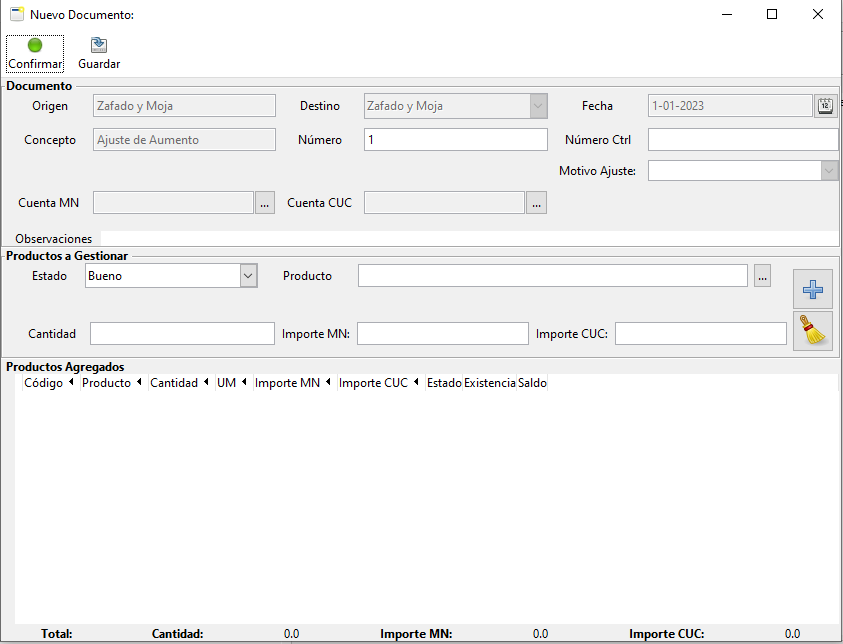 Nuevo Documento:
Confirmar Guardar
Documento
Origen Zafado y Moja Destino Zafado y Moja Fecha 1-01-2023 12
Concepto Ajuste de Aumento Número 1 Número Ctrl
Motivo Ajuste:
Cuenta MN ... Cuenta CUC ...
Observaciones
Productos a Gestionar
Estado Bueno Producto ...
Cantidad Importe MN: Importe CUC:
Productos Agregados
Código Producto Cantidad UM Importe MN Importe CUC Estado Existencia Saldo
Total: Cantidad: 0.0 Importe MN: 0.0 Importe CUC: 0.0